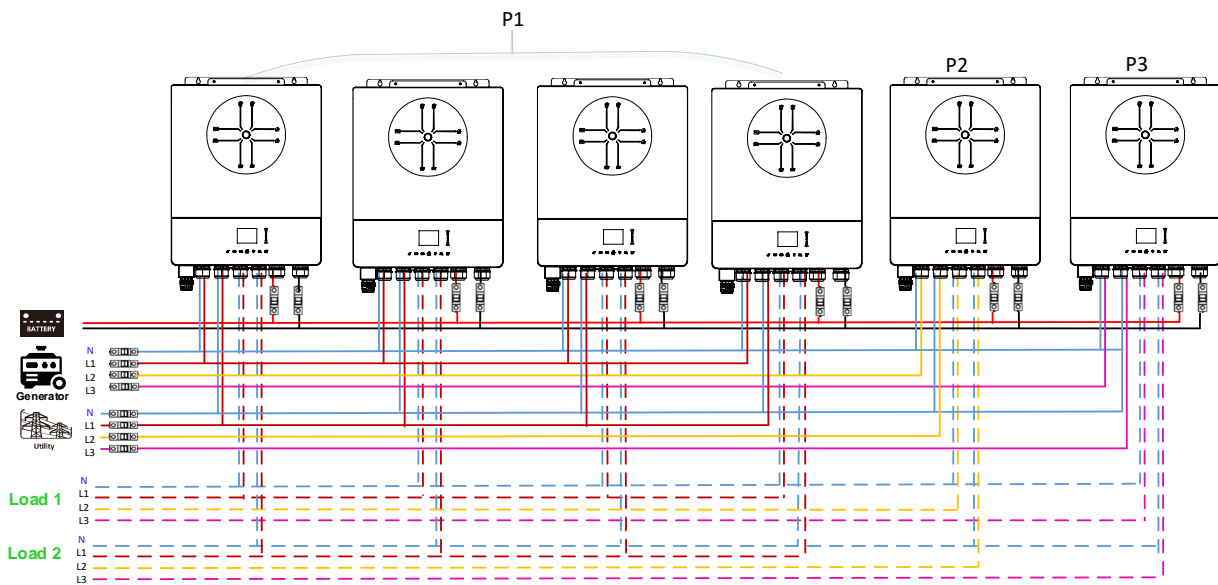 P1
P2
P3
BATTERY
N
L1
L2
L3
Generator
N
L1
L2
L3
Utility
Load 1
N
L1
L2
L3
Load 2
N
L1
L2
L3